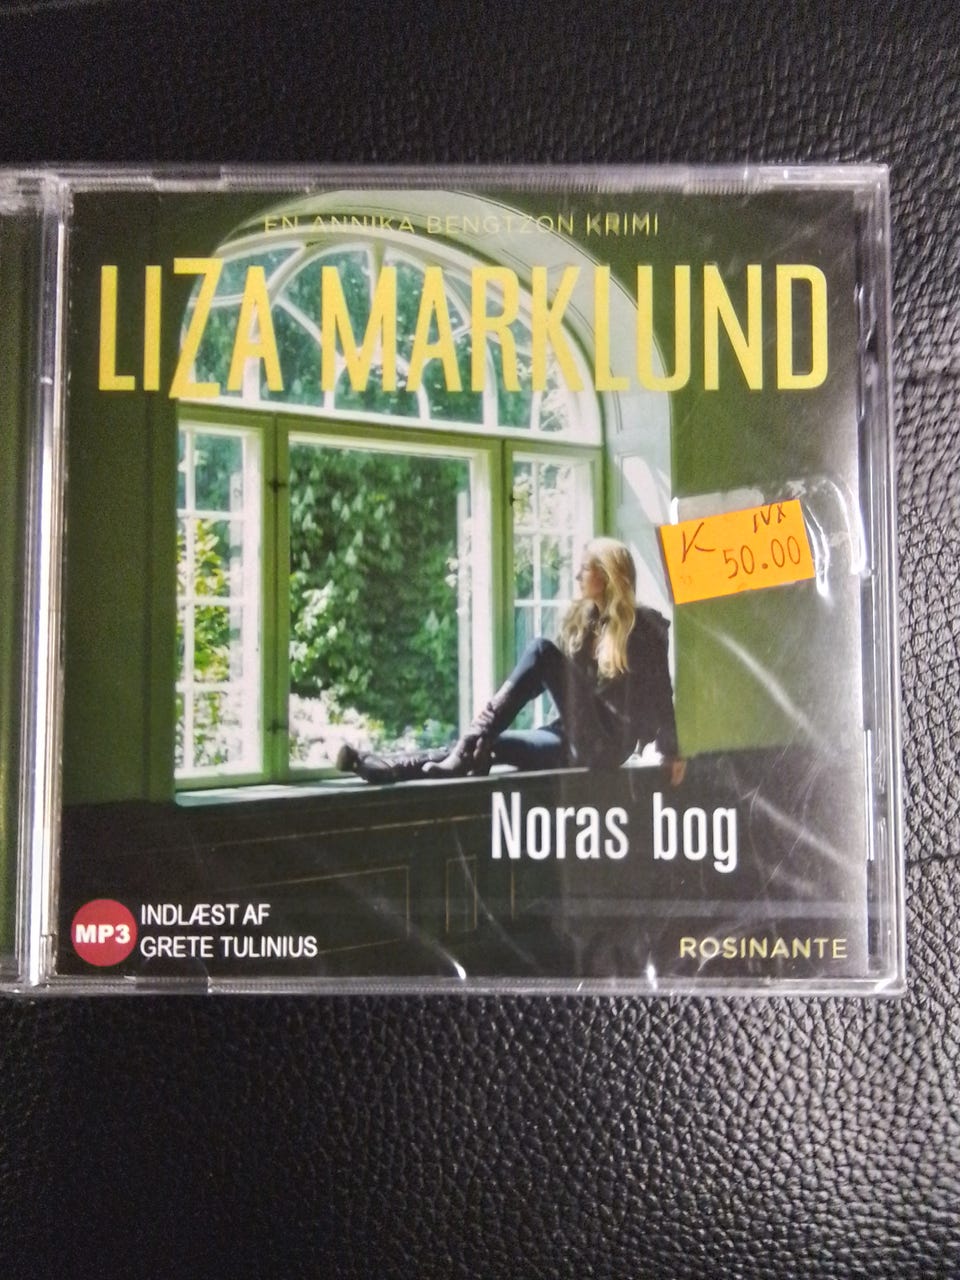 EN ANNIKA BENGTZON KRIMI
LIZA MARKLUND
K
50.00
Noras bog
MP3
INDLÆST AF
GRETE TULINIUS
ROSINANTE